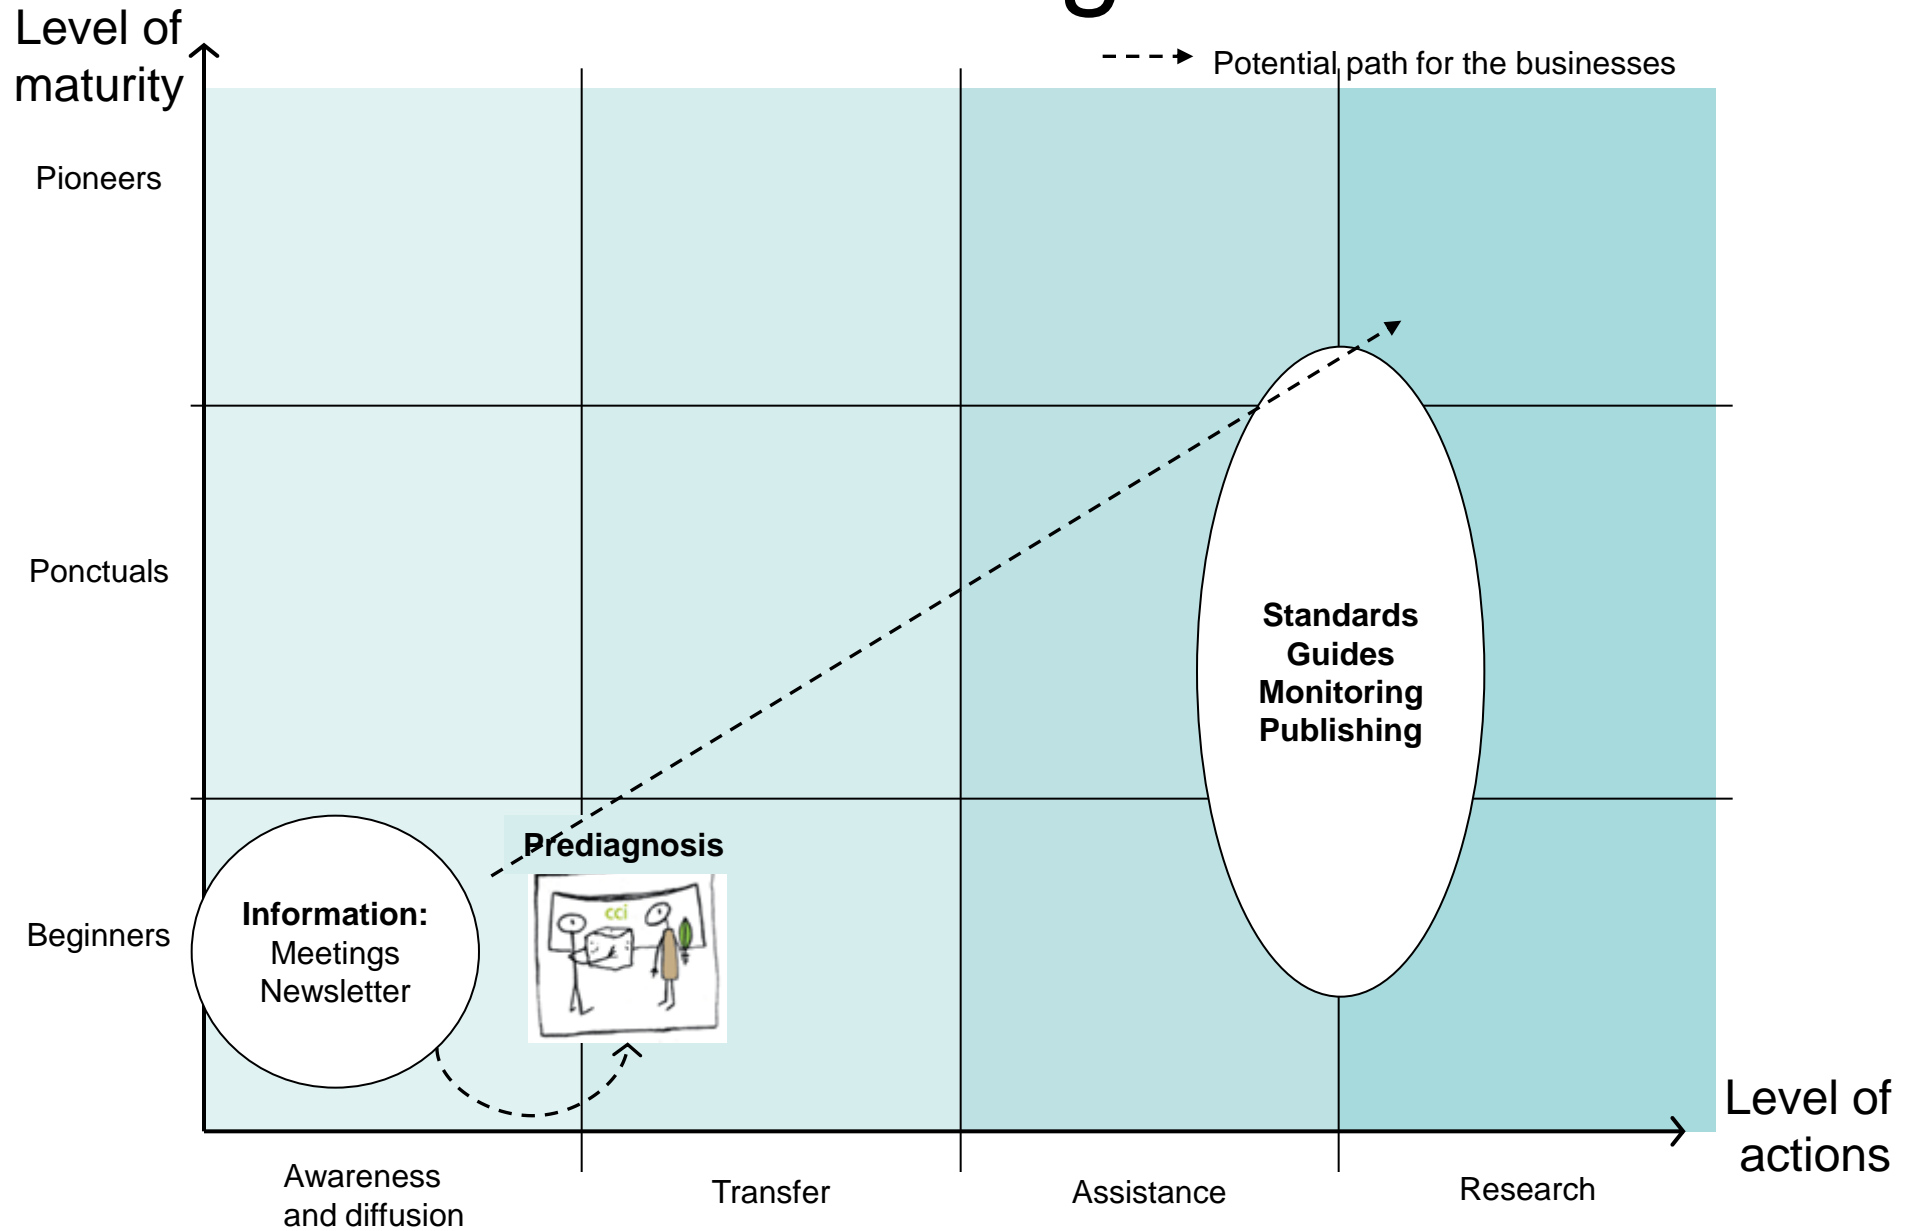 Level of
maturity
Potential path for the businesses
Pioneers
Ponctuals
Standards
Guides
Monitoring
Publishing
Prediagnosis
cci
Information:
Meetings
Newsletter
Beginners
Level of
actions
Awareness
and diffusion
Transfer
Assistance
Research